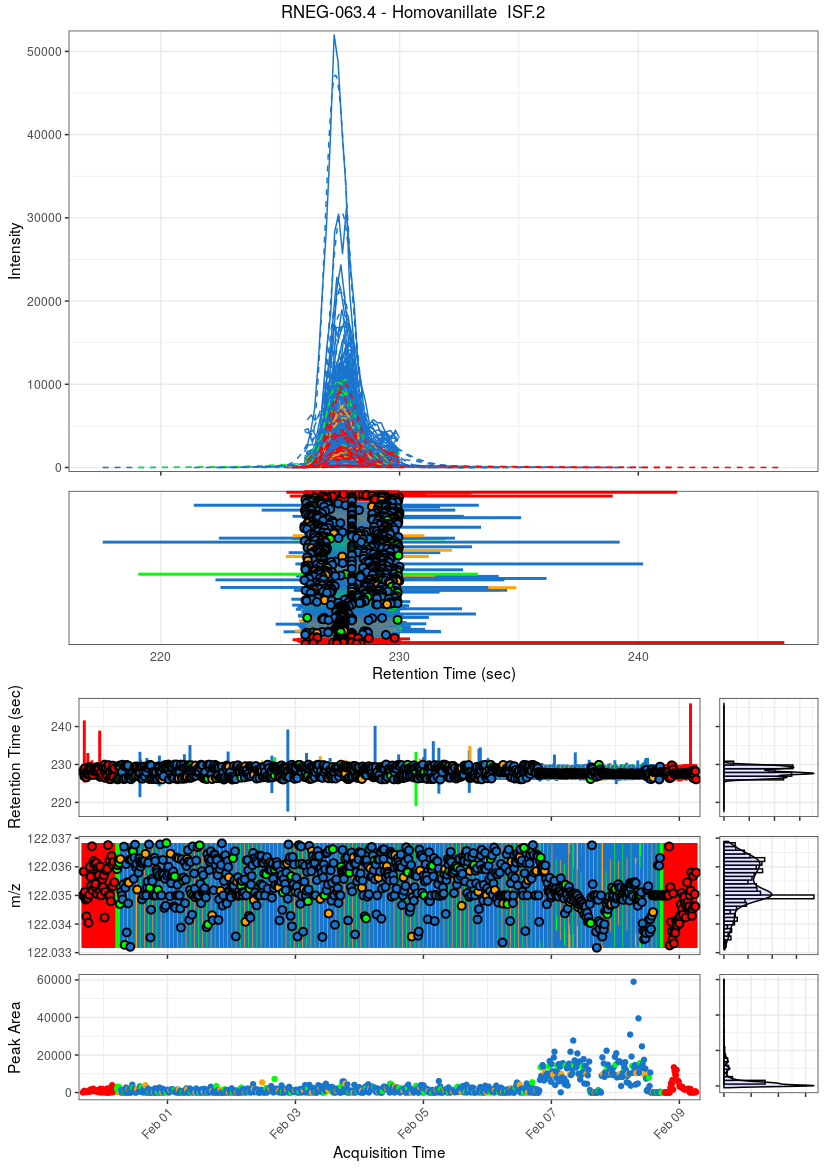 RNEG-063.4 - Homovanillate  ISF.2
50000
40000
30000
20000
10000
0
Intensity
220
230
240
Retention Time (sec)
240
230
220
Retention Time (sec)
122.037
122.036
122.035
122.034
122.033
m/z
60000
40000
20000
0
Peak Area
Feb 01
Feb 03
Feb 05
Feb 07
Feb 09
Acquisition Time